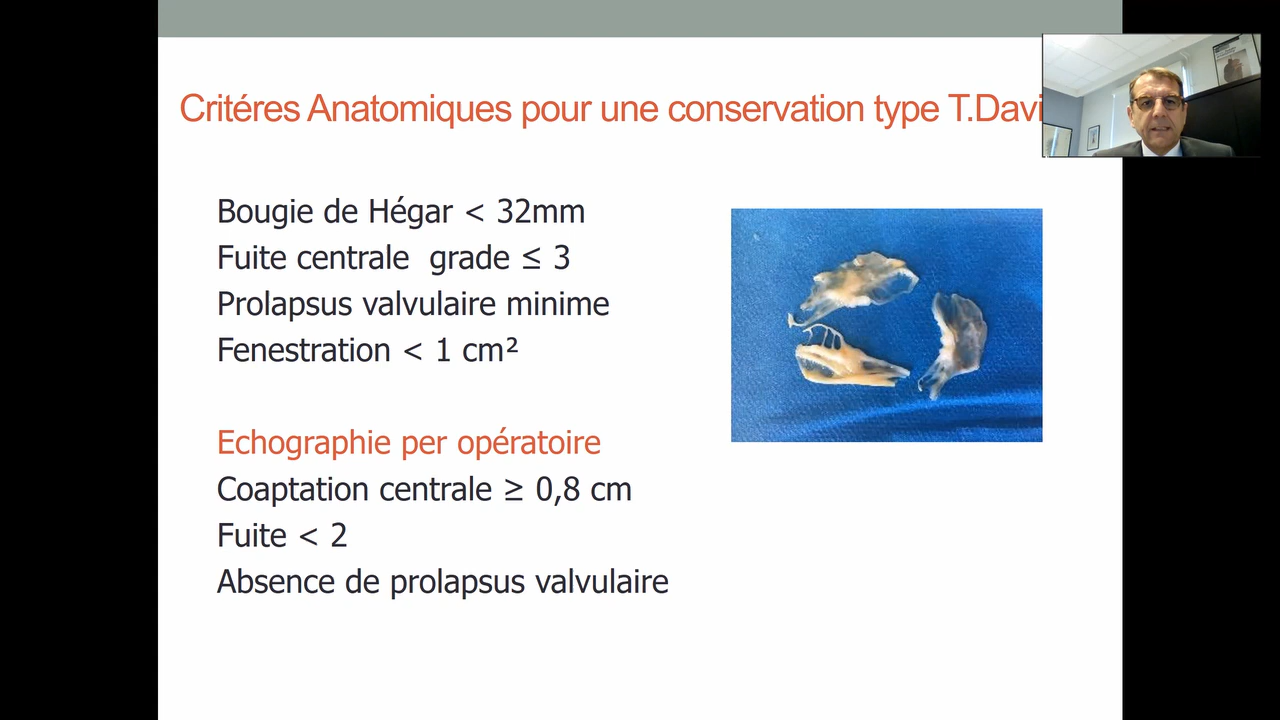 Critéres Anatomiques pour une conservation type T.Davi
Bougie de Hégar < 32mm
Fuite centrale  grade ≤ 3
Prolapsus valvulaire minime
Fenestration < 1 cm²
Echographie per opératoire
Coaptation centrale ≥ 0,8 cm
Fuite < 2
Absence de prolapsus valvulaire